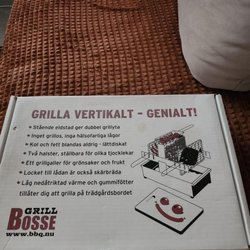 GRILLA VERTIKALT - GENIALT!
• Stående eldstad ger dubbel grillyta
• Inget grillos, inga hälsofarliga lågor
• Kol och fett blandas aldrig - lättdiskat
• Två halster, ställbara för olika tjocklekar
• Ett grillgaller för grönsaker och frukt
• Locket till lådan är också skärbräda
• Låg nedåtriktad värme och gummifötter
tillåter dig att grilla på trädgårdsbordet
GRILL
BOSSE
www.bbq.nu